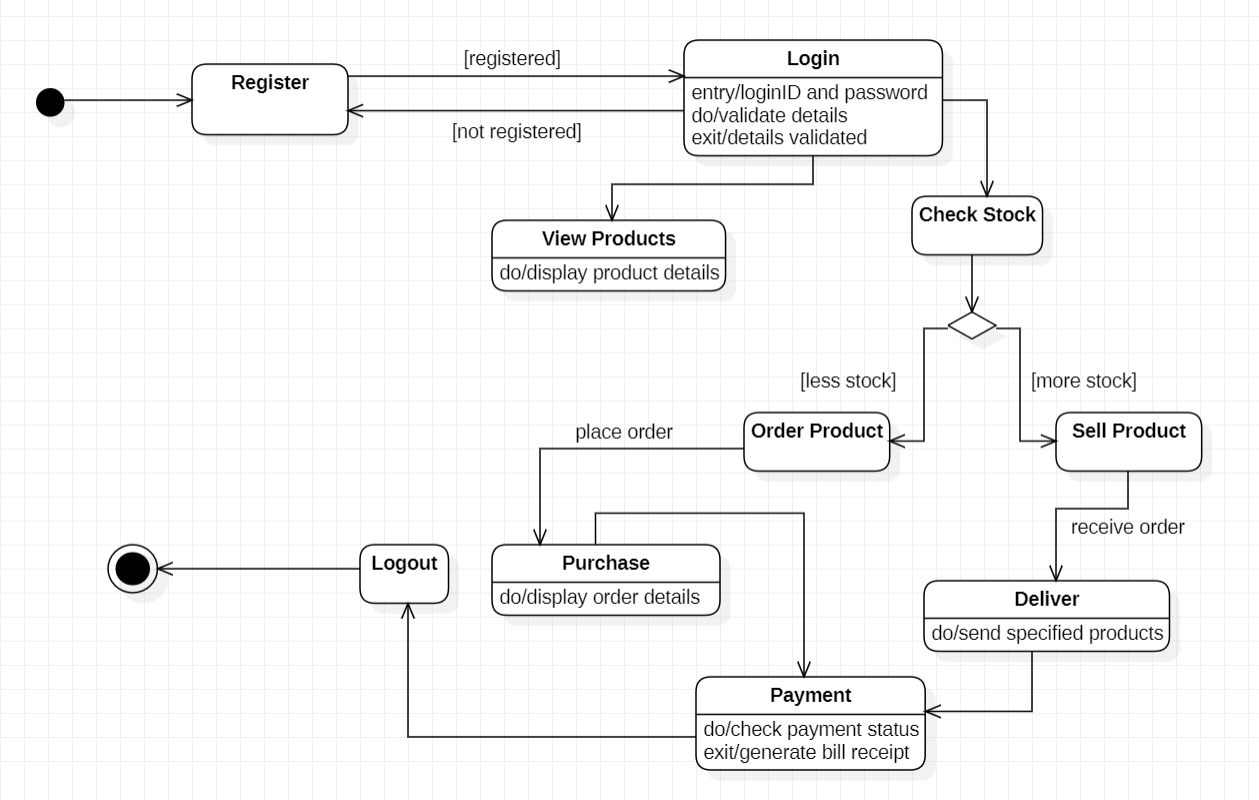 [registered]
Register
Login
entry/loginID and password
do/validate details
exit/details validated
[not registered]
Check Stock
View Products
do/display product details
[less stock]
[more stock]
place order
Order Product
Sell Product
receive order
Logout
Purchase
do/display order details
Deliver
do/send specified products
Payment
do/check payment status
exit/generate bill receipt